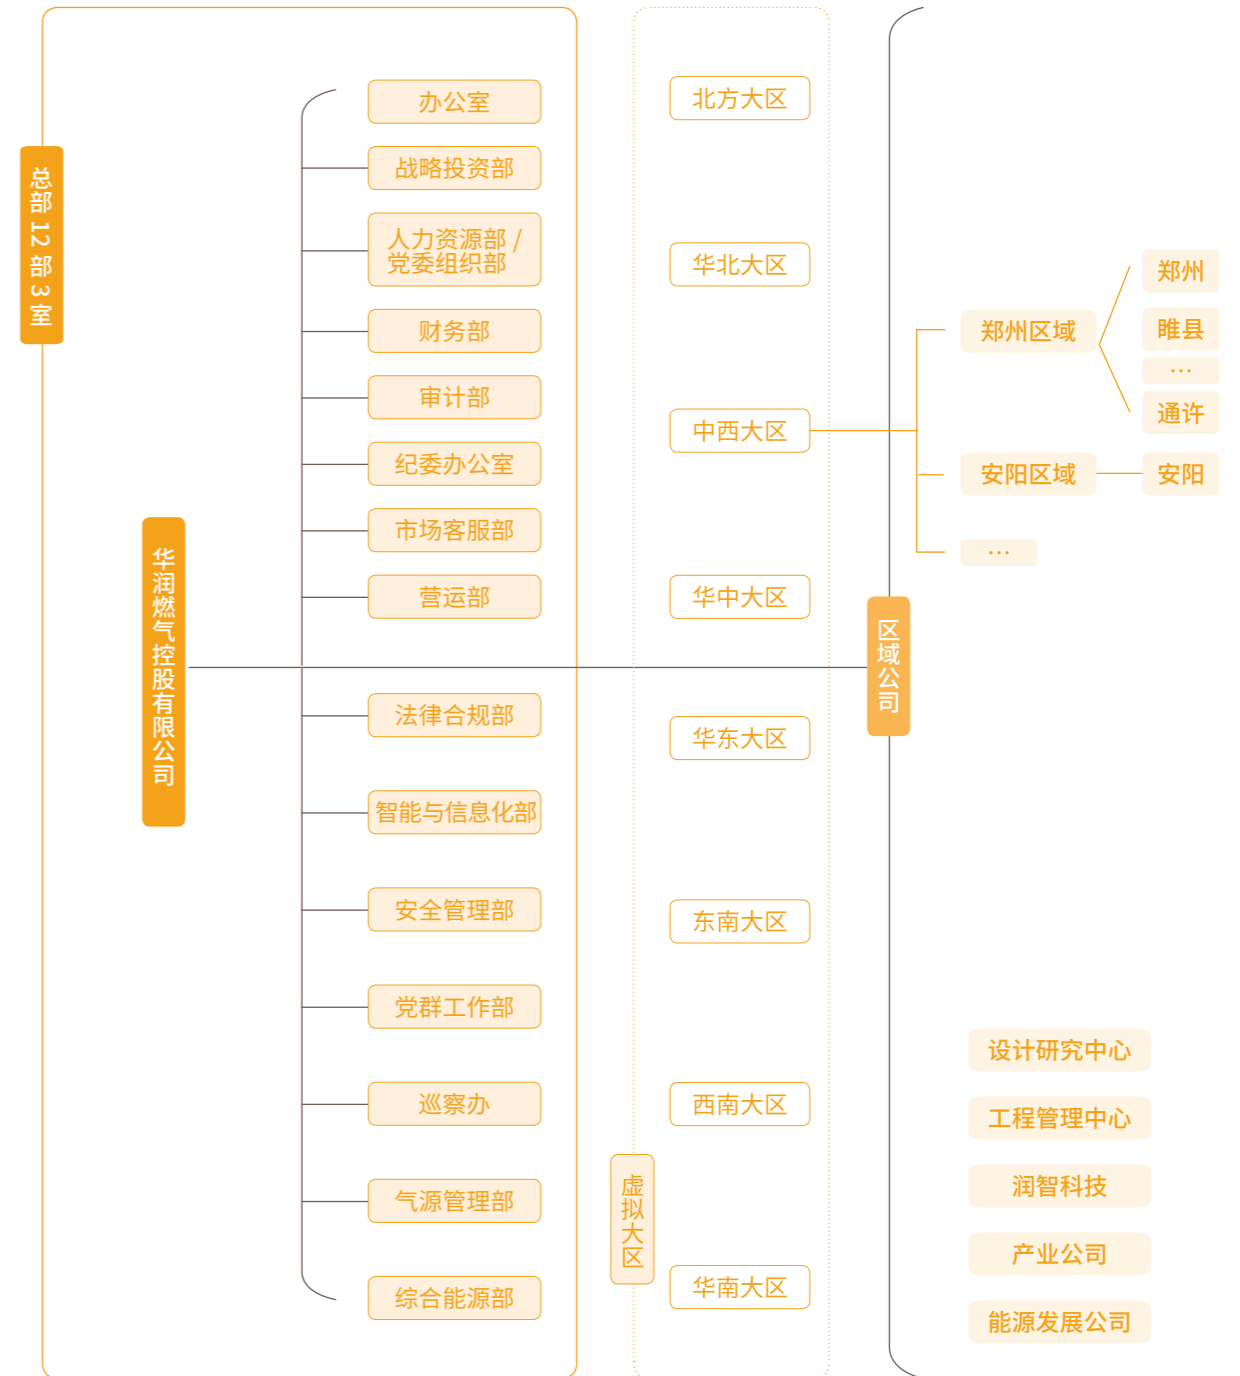 总部 12 部 3 室
华润燃气控股有限公司
办公室
战略投资部
人力资源部 /
党委组织部
财务部
审计部
纪委办公室
市场客服部
营运部
法律合规部
智能与信息化部
安全管理部
党群工作部
巡察办
气源管理部
综合能源部
虚拟大区
北方大区
华北大区
中西大区
华中大区
华东大区
东南大区
西南大区
华南大区
区域公司
郑州区域
郑州
睢县
…
通许
安阳区域
安阳
…
设计研究中心
工程管理中心
润智科技
产业公司
能源发展公司